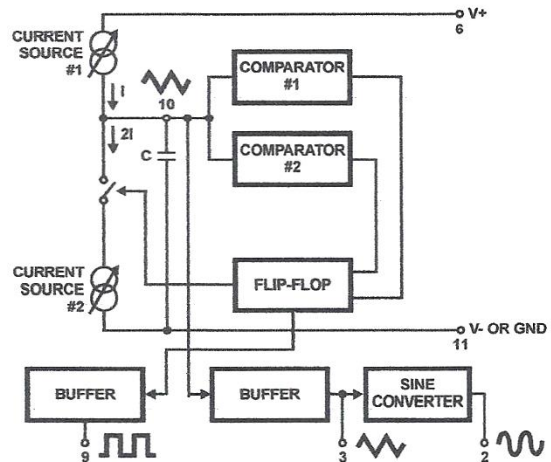 V+
6
CURRENT
SOURCE
#1
I
10
2I
C
COMPARATOR
#1
COMPARATOR
#2
FLIP-FLOP
CURRENT
SOURCE
#2
V- OR GND
11
BUFFER
BUFFER
SINE
CONVERTER
9
3
2